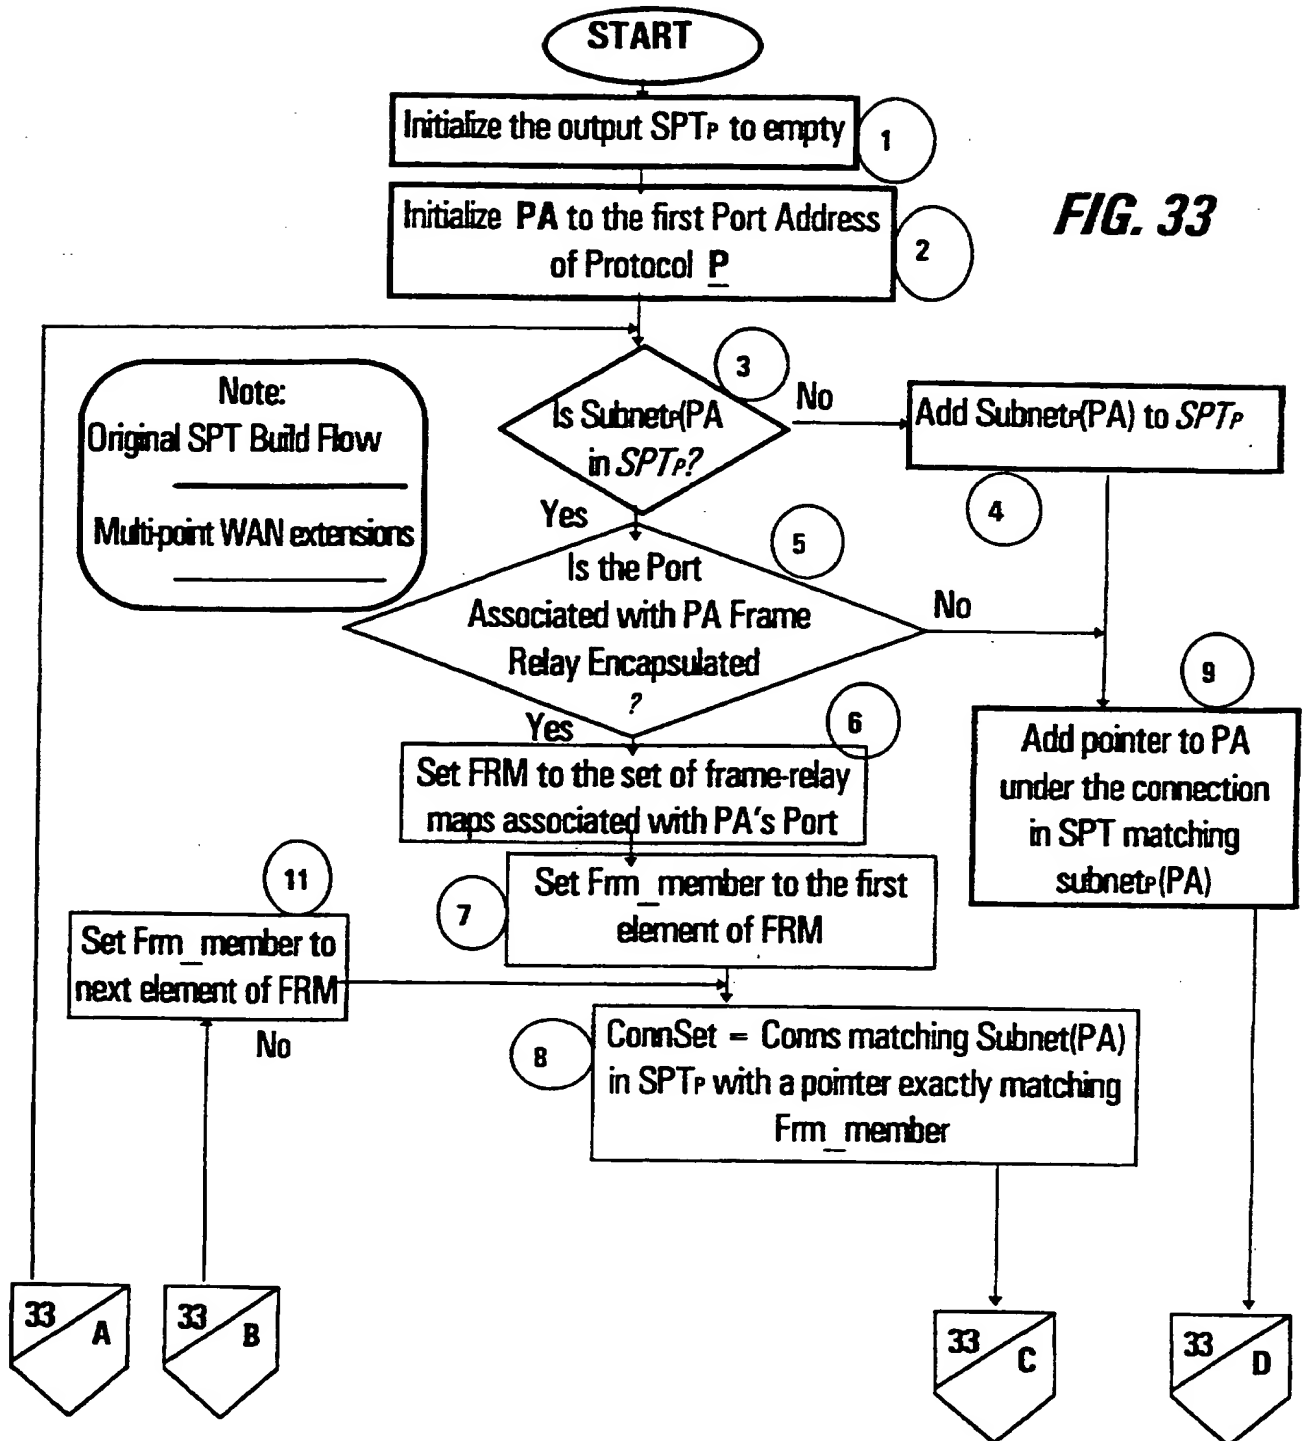 START
Initialize the output SPTP to empty
1
Initialize PA to the first Port Address
of Protocol P
2
FIG. 33
Note:
Original SPT Build Flow
Multi-point WAN extensions
3
Is SubnetP(PA
in SPTP?
No
Add SubnetP(PA) to SPTP
4
Yes
5
Is the Port
Associated with PA Frame
Relay Encapsulated
?
No
Yes
6
Set FRM to the set of frame-relay
maps associated with PA's Port
9
Add pointer to PA
under the connection
in SPT matching
subnetP(PA)
7
Set Frm_member to the first
element of FRM
11
Set Frm_member to
next element of FRM
No
8
ConnSet = Conns matching Subnet(PA)
in SPTP with a pointer exactly matching
Frm_member
33
A
33
B
33
C
33
D